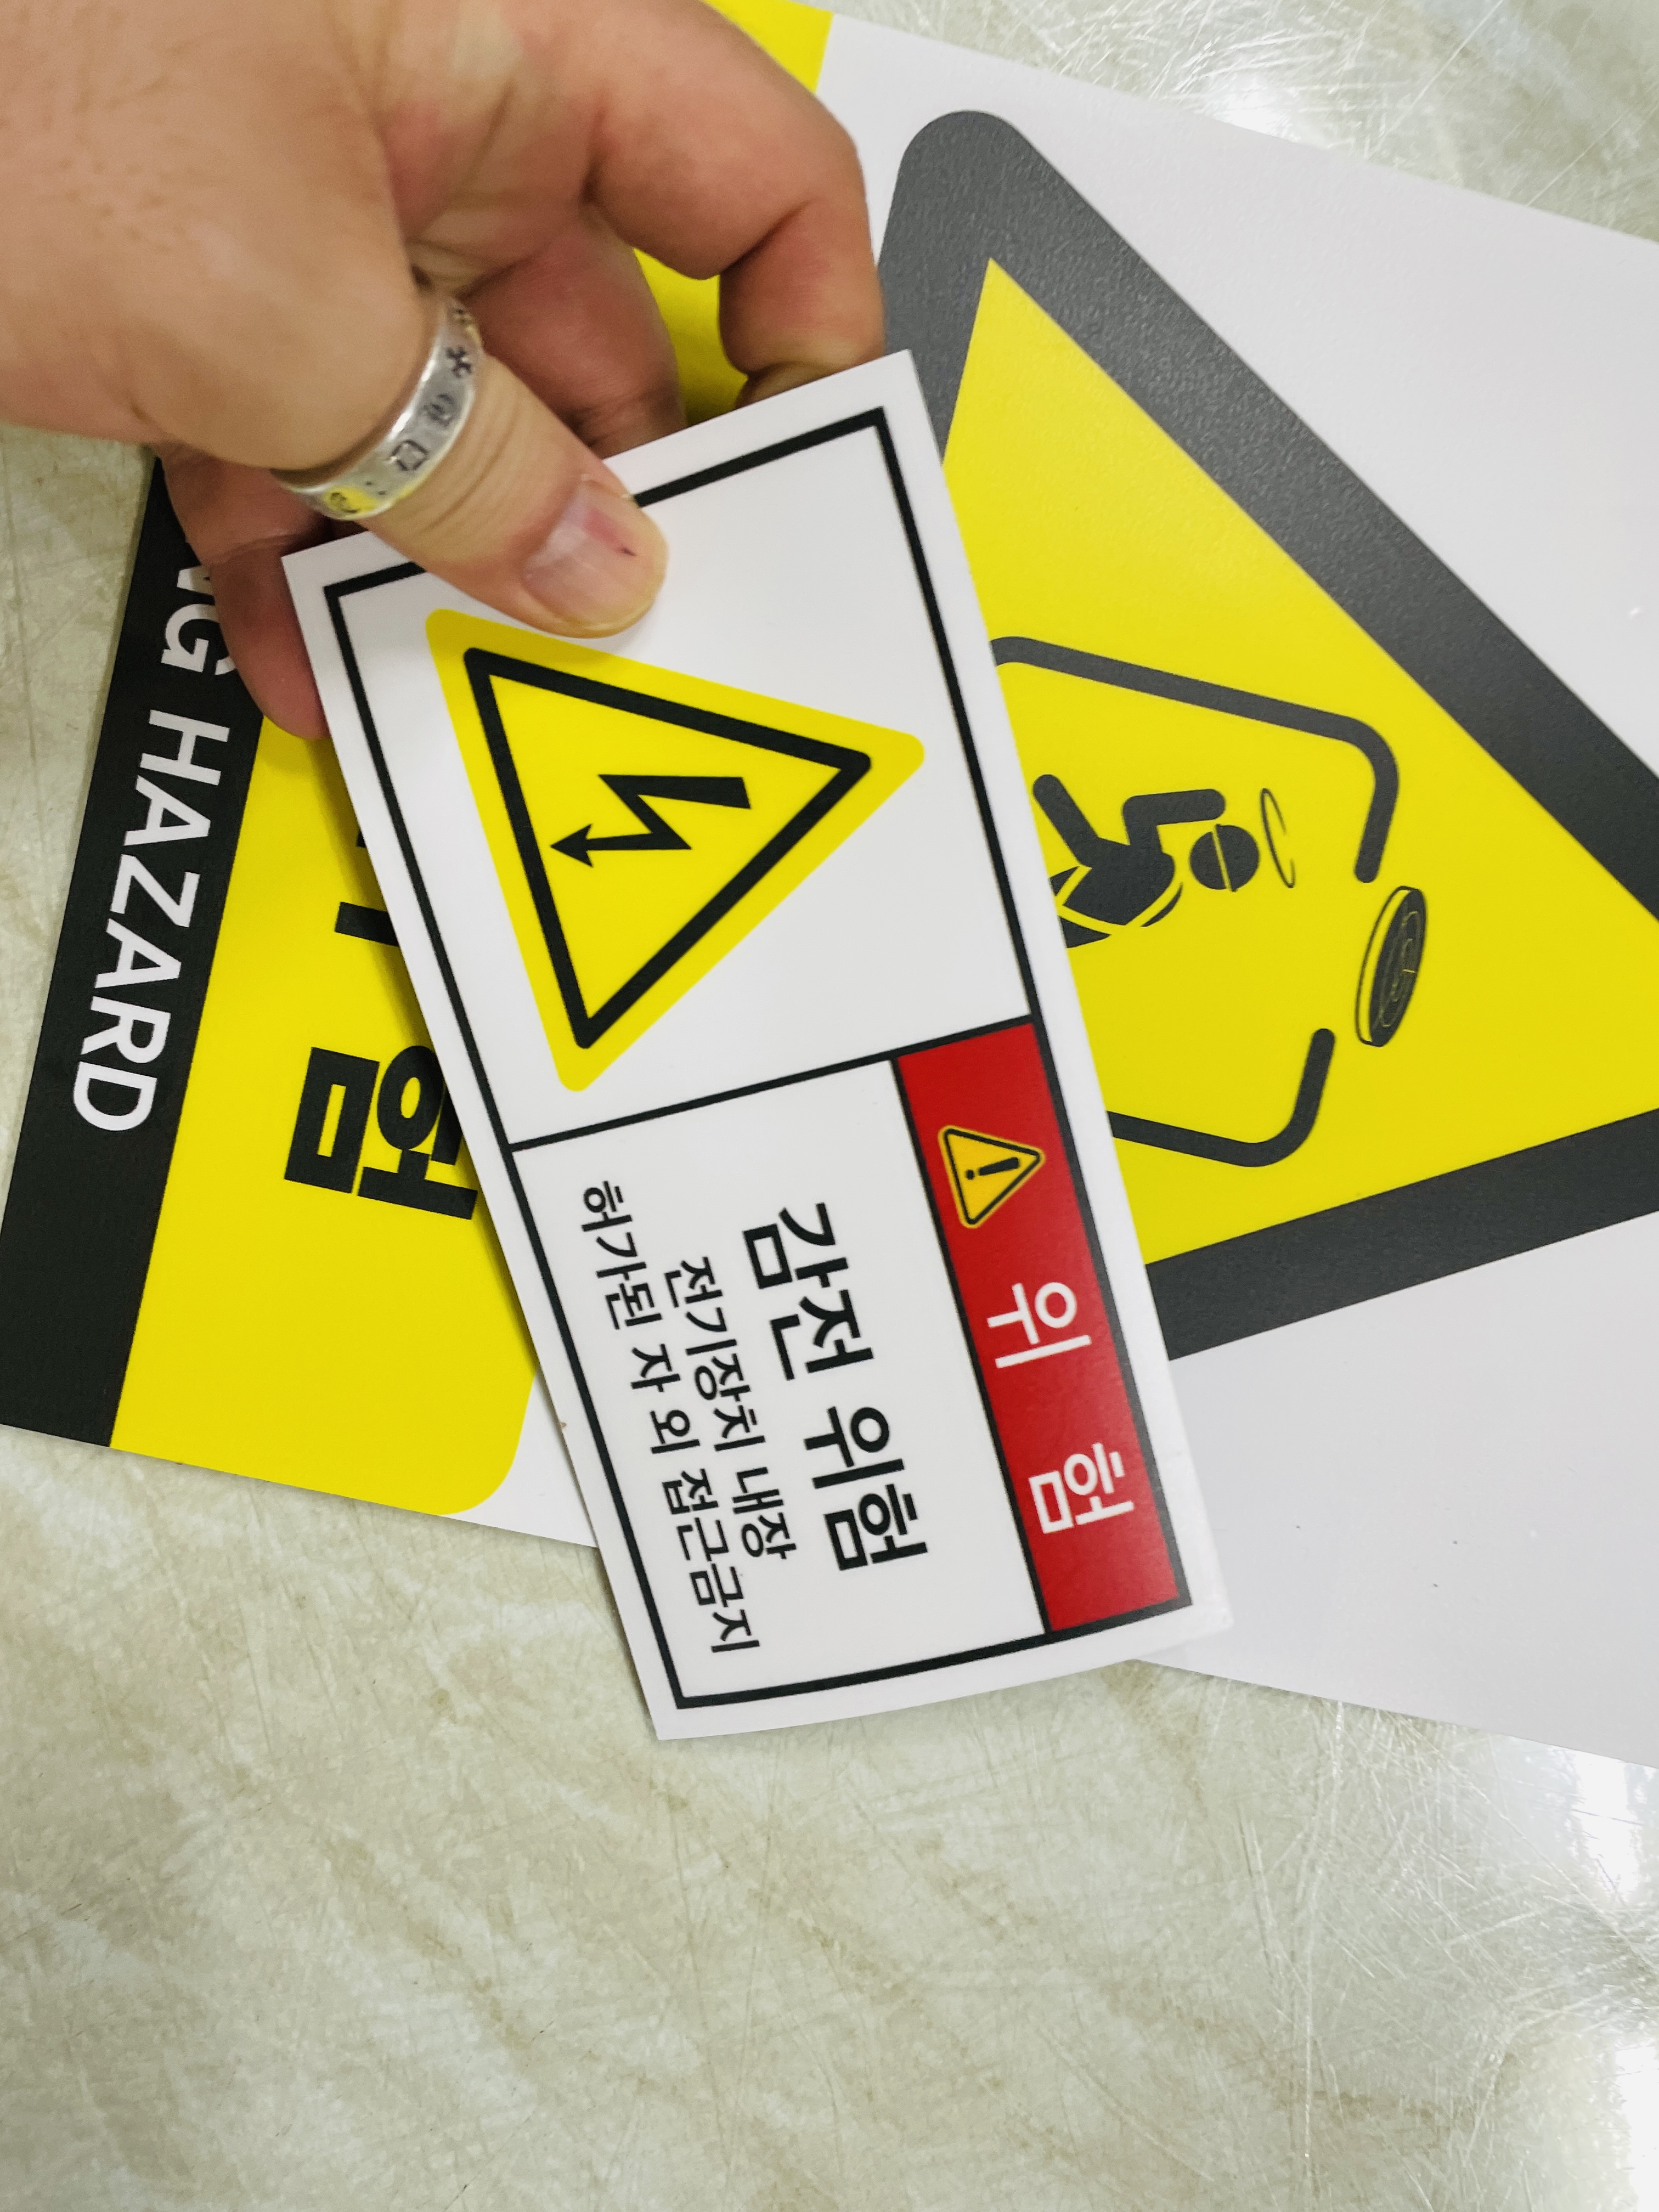 위 험
감전 위험
전기장치 내장
허가된 자 외 접근금지
험
HAZARD